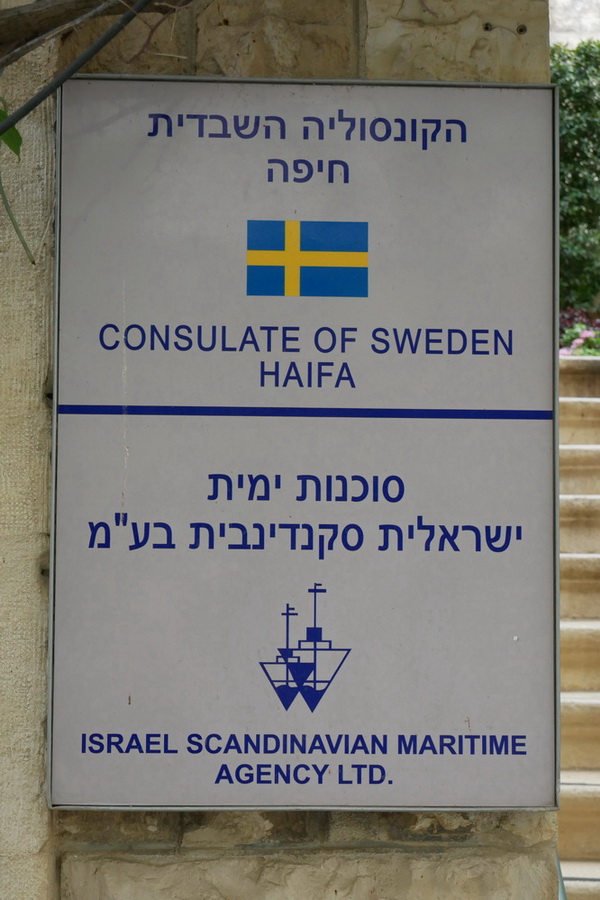 הקונסוליה השבדית
חיפה
CONSULATE OF SWEDEN
HAIFA
סוכנות ימית
ישראלית סקנדינבית בע"מ
ISRAEL SCANDINAVIAN MARITIME
AGENCY LTD.